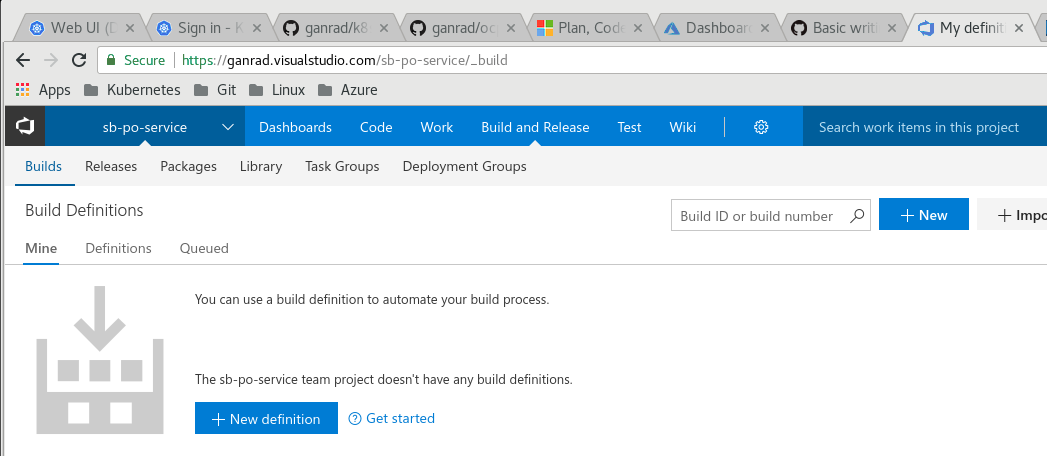 Web UI (D
Sign in - K
ganrad/k8
ganrad/oc
Plan, Code
Dashboard
Basic writi
My definiti
Secure https://ganrad.visualstudio.com/sb-po-service/_build
Apps Kubernetes Git Linux Azure
sb-po-service Dashboards Code Work Build and Release Test Wiki Search work items in this project
Builds Releases Packages Library Task Groups Deployment Groups
Build Definitions
Build ID or build number
+ New
+ Impo
Mine Definitions Queued
You can use a build definition to automate your build process.
The sb-po-service team project doesn't have any build definitions.
+ New definition
? Get started